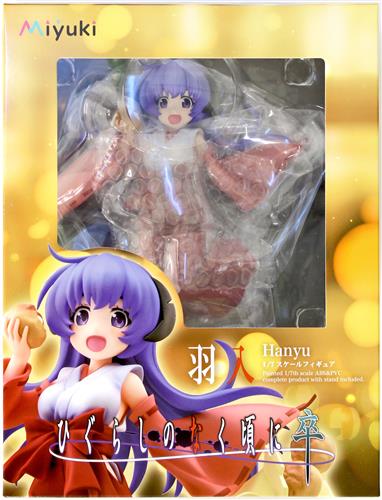 Miyuki
羽入
Hanyu
1/7スケールフィギュア
Painted 1/7th scale ABS&PVC
complete product with stand included.
ひぐらしのなく頃に卒